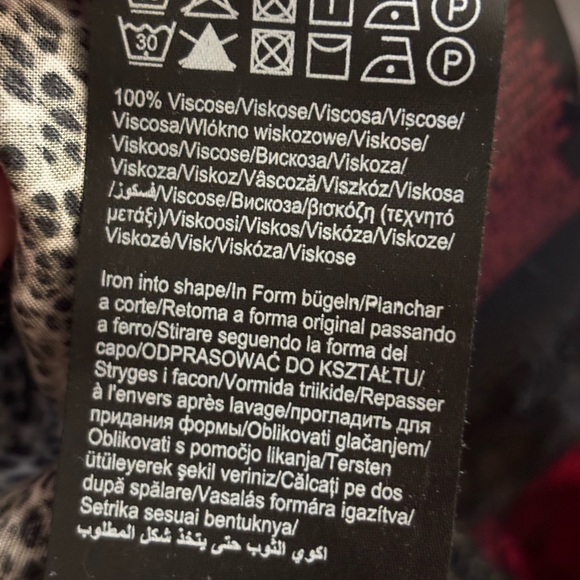 30 P
100% Viscose/Viskose/Viscosa/Viscose/
Viscosa/Wlókno wiskozowe/Viskose/
Viskoos/Viscose/Вискоза/Viskoza/
Viskoza/Viskoz/Vâscoză/Viszkóz/Viskosa
/فسكوز/Viscose/Вискоза/βισκόζη (τεχνητό
μετάξι)/Viskoosi/Viskos/Viskóza/Viskoze/
Viskozė/Visk/Viskóza/Viskose
Iron into shape/In Form bügeln/Planchar
a corte/Retoma a forma original passando
a ferro/Stirare seguendo la forma del
capo/ODPRASOWAĆ DO KSZTAŁTU/
Stryges i facon/Vormida triikide/Repasser
à l'envers après lavage/прогладить для
придания формы/Oblikovati glačanjem/
Oblikovati s pomočjo likanja/Tersten
ütüleyerek şekil veriniz/Călcați pe dos
după spălare/Vasalás formára igazítva/
Setrika sesuai bentuknya/
اكوي الثوب حتى يتخذ شكل المطلوب